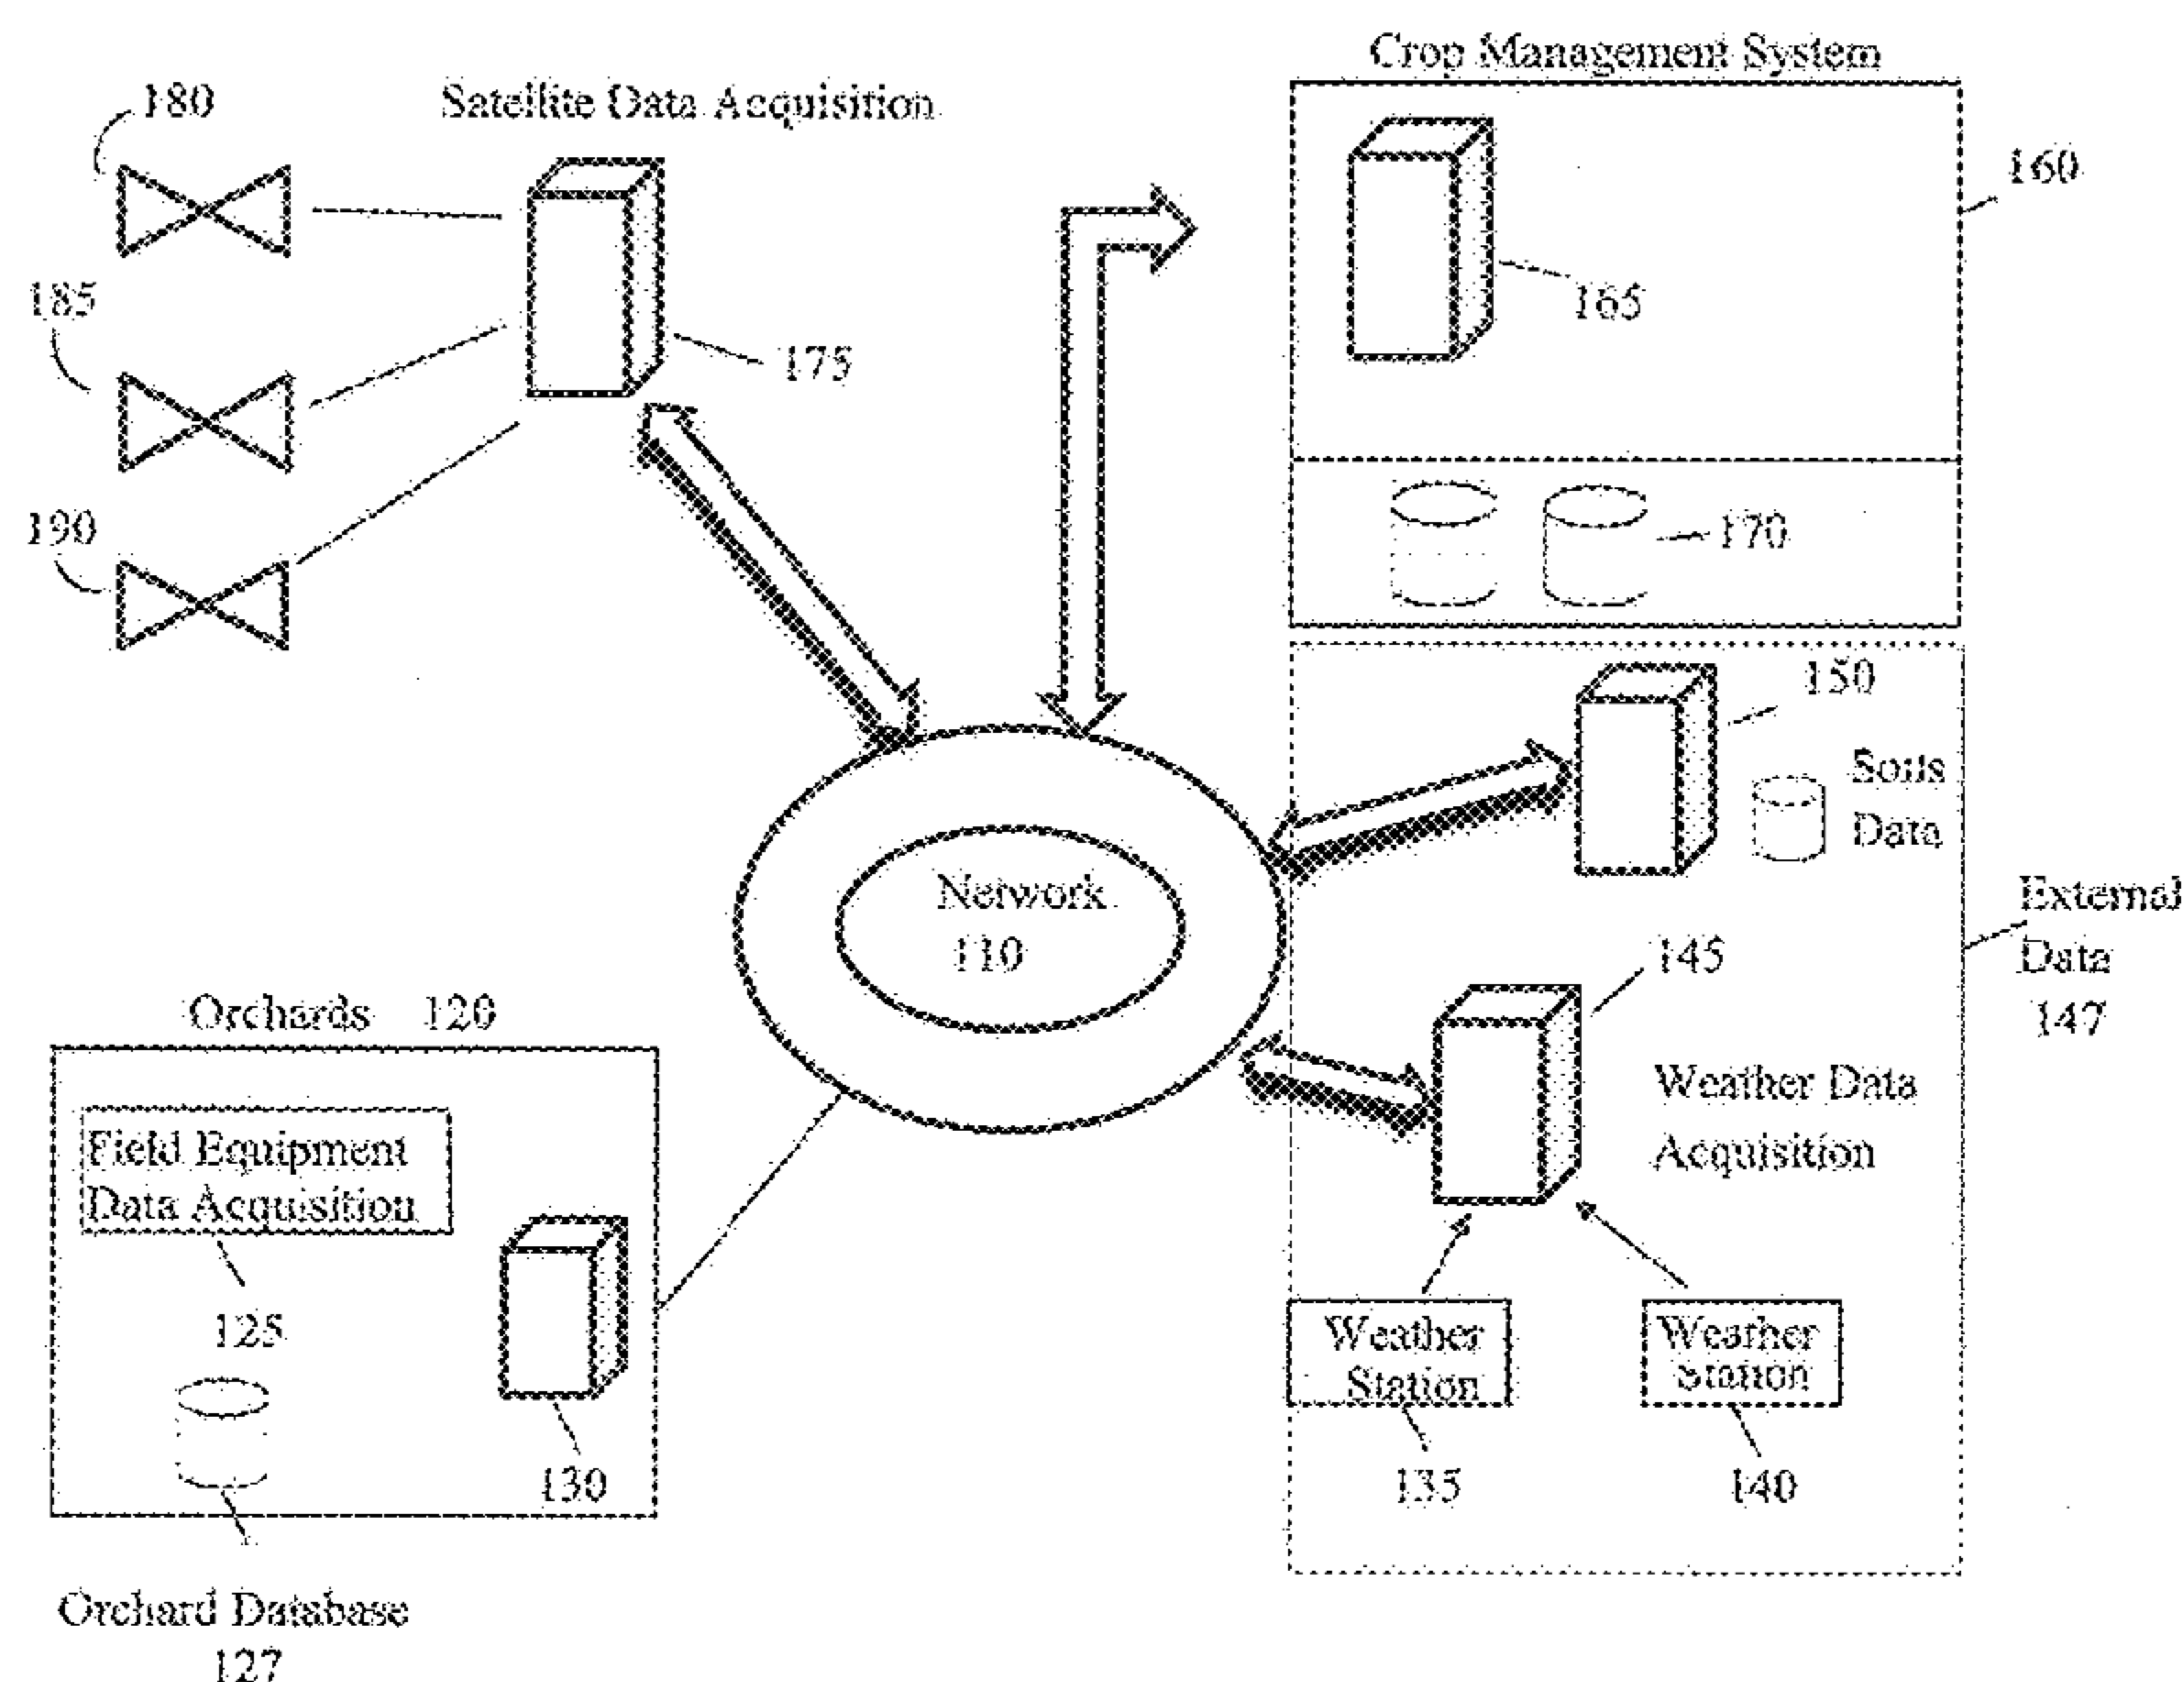 Crop Management System
180
Satellite Data Acquisition
160
165
185
175
190
170
150
Soils
Data
Network
110
External
Data
147
145
Orchards 120
Weather Data
Acquisition
Field Equipment
Data Acquisition
125
Weather
Station
Weather
Station
130
135
140
Orchard Database
127